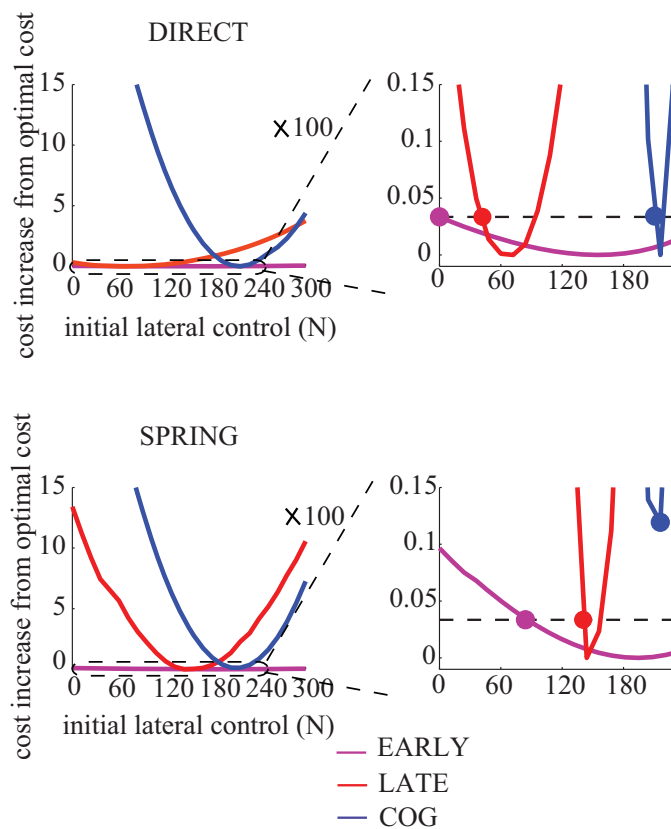 DIRECT
cost increase from optimal cost
15
10
5
0
0 60 120 180 240 300
initial lateral control (N)
×100
0.15
0.1
0.05
0
0 60 120 180
SPRING
cost increase from optimal cost
15
10
5
0
0 60 120 180 240 300
initial lateral control (N)
×100
0.15
0.1
0.05
0
0 60 120 180
EARLY
LATE
COG